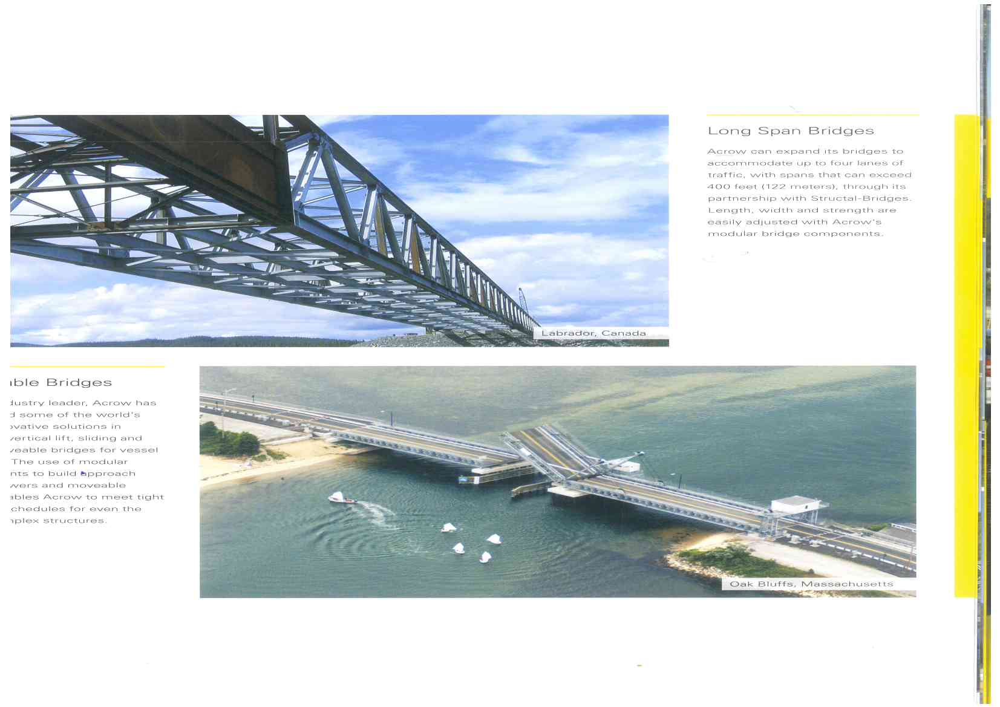 Long Span Bridges
Acrow can expand its bridges to
accommodate up to four lanes of
traffic, with spans that can exceed
400 feet (122 meters), through its
partnership with Structal-Bridges.
Length, width and strength are
easily adjusted with Acrow's
modular bridge components.
Labrador, Canada
able Bridges
dustry leader, Acrow has
d some of the world's
ovative solutions in
vertical lift, sliding and
veable bridges for vessel
The use of modular
nts to build approach
wers and moveable
ables Acrow to meet tight
chedules for even the
nplex structures.
Oak Bluffs, Massachusetts